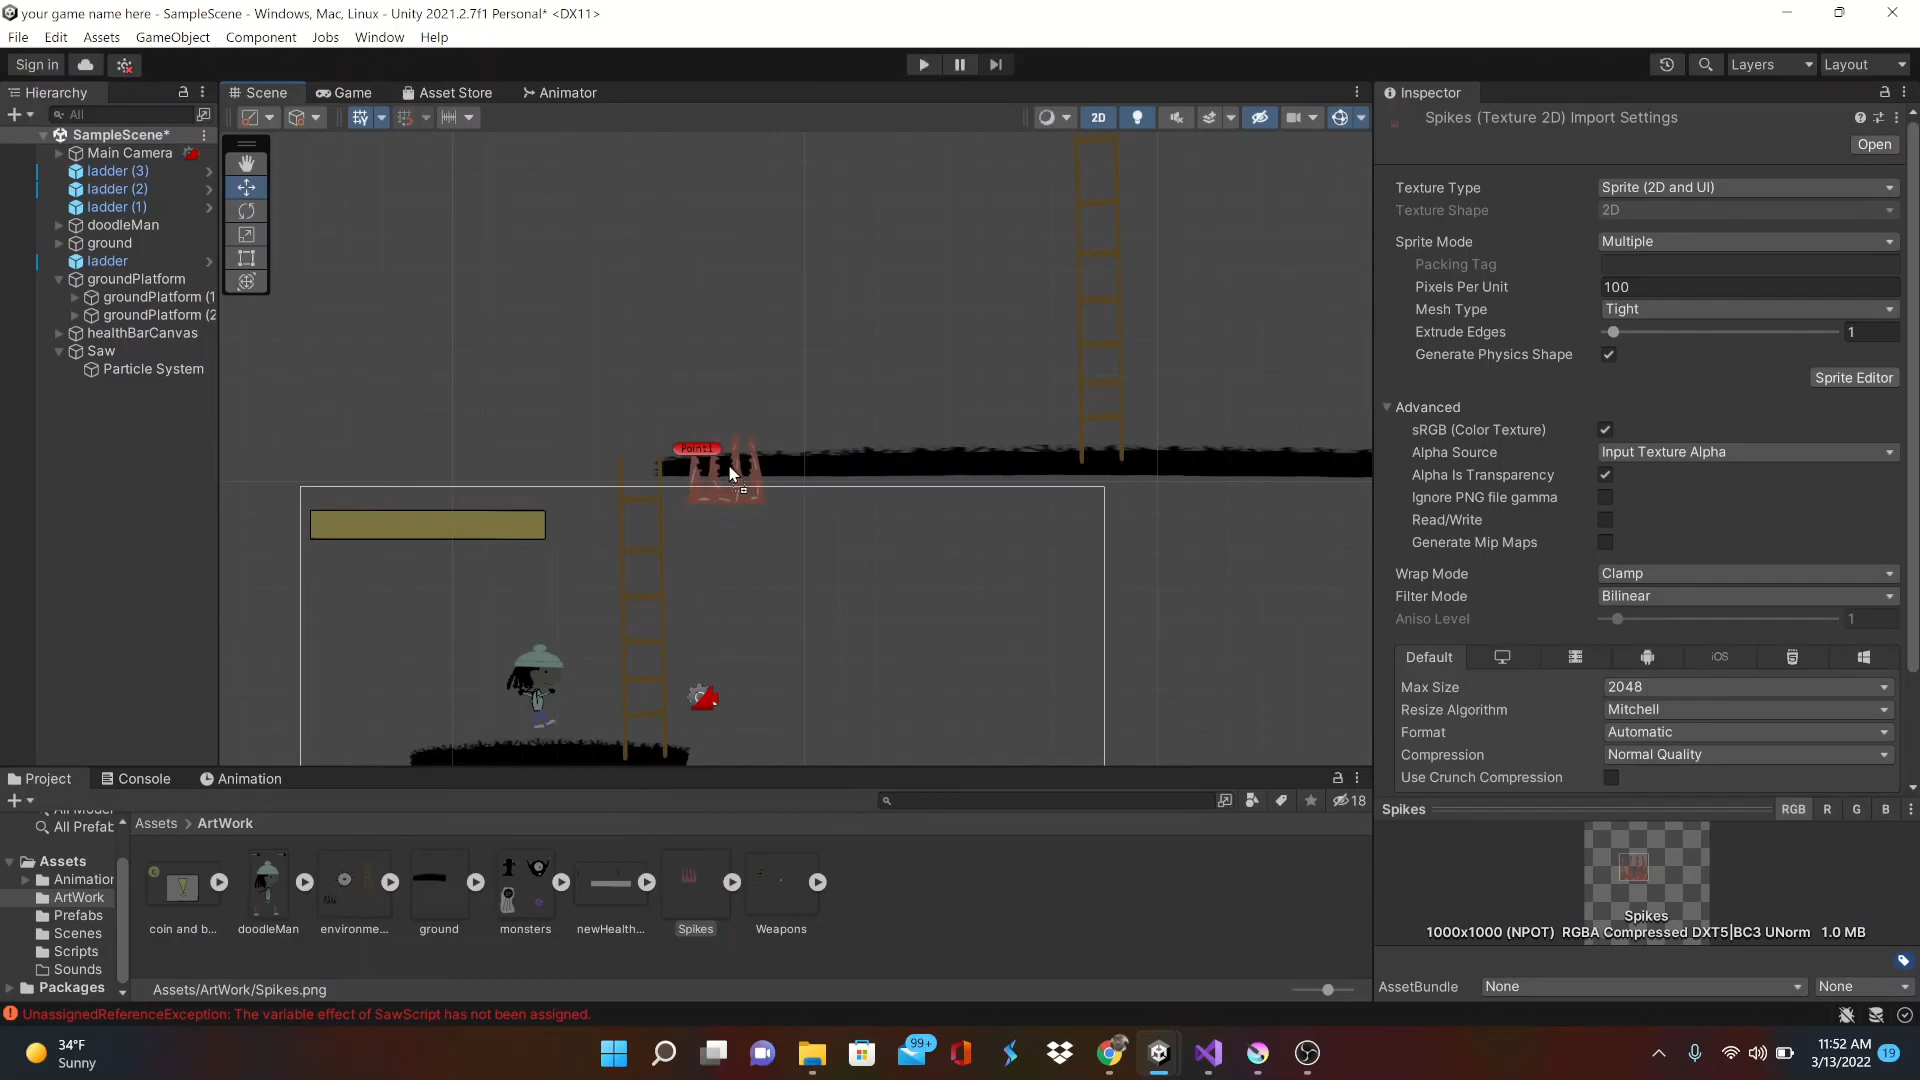 your game name here - SampleScene - Windows, Mac, Linux - Unity 2021.2.7f1 Personal* <DX11>
File Edit Assets GameObject Component Jobs Window Help
Sign in Layers Layout
Hierarchy
All
SampleScene*
Main Camera
ladder (3)
ladder (2)
ladder (1)
doodleMan
ground
ladder
groundPlatform
groundPlatform (1
groundPlatform (2
healthBarCanvas
Saw
Particle System
Scene Game Asset Store Animator
2D
Point1
Inspector
Spikes (Texture 2D) Import Settings
Open
Texture Type Sprite (2D and UI)
Texture Shape 2D
Sprite Mode Multiple
Packing Tag
Pixels Per Unit 100
Mesh Type Tight
Extrude Edges 1
Generate Physics Shape
Sprite Editor
Advanced
sRGB (Color Texture)
Alpha Source Input Texture Alpha
Alpha Is Transparency
Ignore PNG file gamma
Read/Write
Generate Mip Maps
Wrap Mode Clamp
Filter Mode Bilinear
Aniso Level 1
Default iOS
Max Size 2048
Resize Algorithm Mitchell
Format Automatic
Compression Normal Quality
Use Crunch Compression
Spikes RGB R G B
Spikes
1000x1000 (NPOT) RGBA Compressed DXT5|BC3 UNorm 1.0 MB
AssetBundle None None
Project Console Animation
18
All Prefab
Assets
Animation
ArtWork
Prefabs
Scenes
Scripts
Sounds
Packages
Assets > ArtWork
coin and b... doodleMan environme... ground monsters newHealth... Spikes Weapons
Assets/ArtWork/Spikes.png
UnassignedReferenceException: The variable effect of SawScript has not been assigned.
34°F
Sunny
99+
11:52 AM
3/13/2022
19